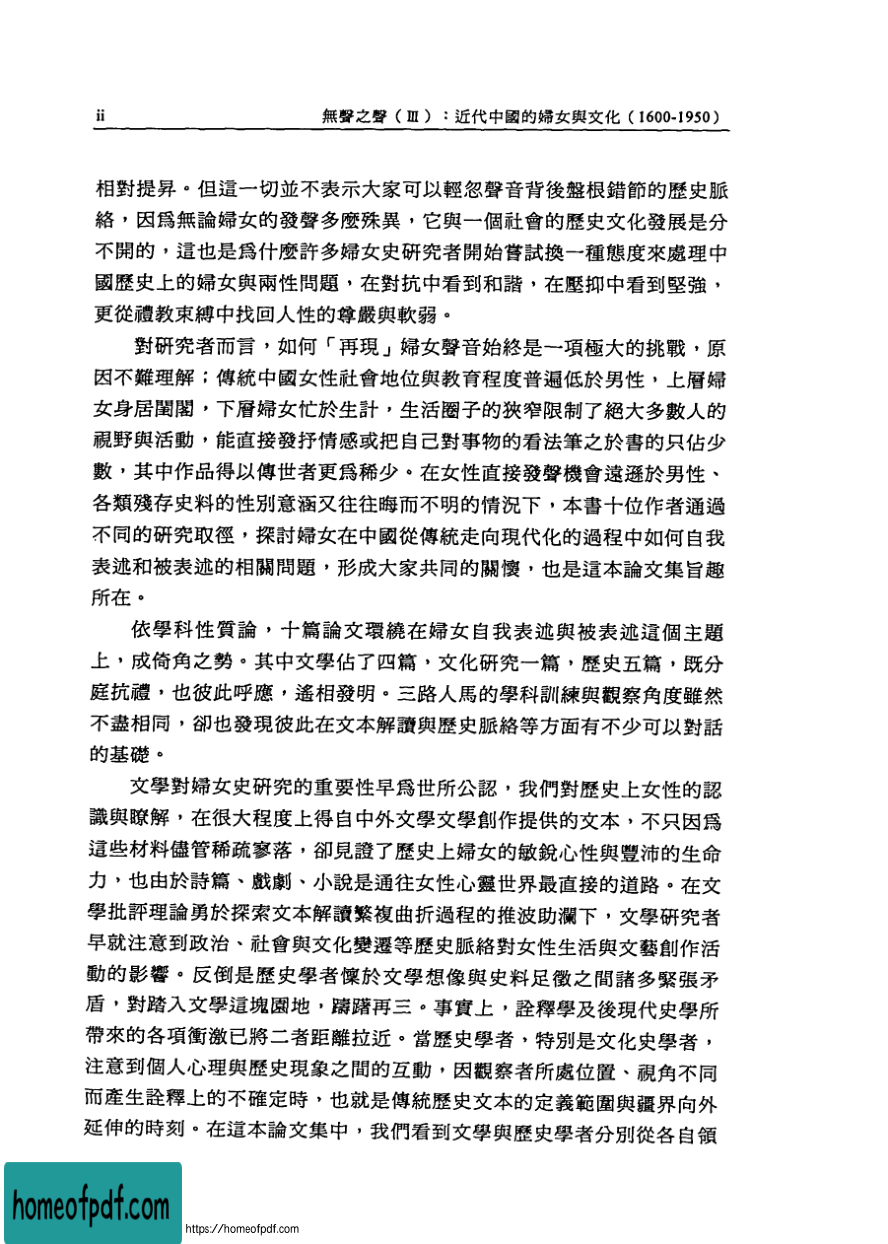 ii
無聲之聲（Ⅲ）：近代中國的婦女與文化（1600-1950）
相對提昇。但這一切並不表示大家可以輕忽聲音背後盤根錯節的歷史脈
絡，因爲無論婦女的發聲多麼殊異，它與一個社會的歷史文化發展是分
不開的，這也是爲什麼許多婦女史研究者開始嘗試換一種態度來處理中
國歷史上的婦女與兩性問題，在對抗中看到和諧，在壓抑中看到堅強，
更從禮教束縛中找回人性的尊嚴與軟弱。
對研究者而言，如何「再現」婦女聲音始終是一項極大的挑戰，原
因不難理解；傳統中國女性社會地位與教育程度普遍低於男性，上層婦
女身居閨閣，下層婦女忙於生計，生活圈子的狹窄限制了絕大多數人的
視野與活動，能直接發抒情感或把自己對事物的看法筆之於書的只佔少
數，其中作品得以傳世者更爲稀少。在女性直接發聲機會遠遜於男性、
各類殘存史料的性別意涵又往往晦而不明的情況下，本書十位作者通過
不同的研究取徑，探討婦女在中國從傳統走向現代化的過程中如何自我
表述和被表述的相關問題，形成大家共同的關懷，也是這本論文集旨趣
所在。
依學科性質論，十篇論文環繞在婦女自我表述與被表述這個主題
上，成倚角之勢。其中文學佔了四篇，文化研究一篇，歷史五篇，既分
庭抗禮，也彼此呼應，遙相發明。三路人馬的學科訓練與觀察角度雖然
不盡相同，卻也發現彼此在文本解讀與歷史脈絡等方面有不少可以對話
的基礎。
文學對婦女史研究的重要性早爲世所公認，我們對歷史上女性的認
識與瞭解，在很大程度上得自中外文學文學創作提供的文本，不只因爲
這些材料儘管稀疏寥落，卻見證了歷史上婦女的敏銳心性與豐沛的生命
力，也由於詩篇、戲劇、小說是通往女性心靈世界最直接的道路。在文
學批評理論勇於探索文本解讀繁複曲折過程的推波助瀾下，文學研究者
早就注意到政治、社會與文化變遷等歷史脈絡對女性生活與文藝創作活
動的影響。反倒是歷史學者懍於文學想像與史料足徵之間諸多緊張矛
盾，對踏入文學這塊園地，躊躇再三。事實上，詮釋學及後現代史學所
帶來的各項衝激已將二者距離拉近。當歷史學者，特別是文化史學者，
注意到個人心理與歷史現象之間的互動，因觀察者所處位置、視角不同
而產生詮釋上的不確定時，也就是傳統歷史文本的定義範圍與疆界向外
延伸的時刻。在這本論文集中，我們看到文學與歷史學者分別從各自領
homeofpdf.com
https://homeofpdf.com